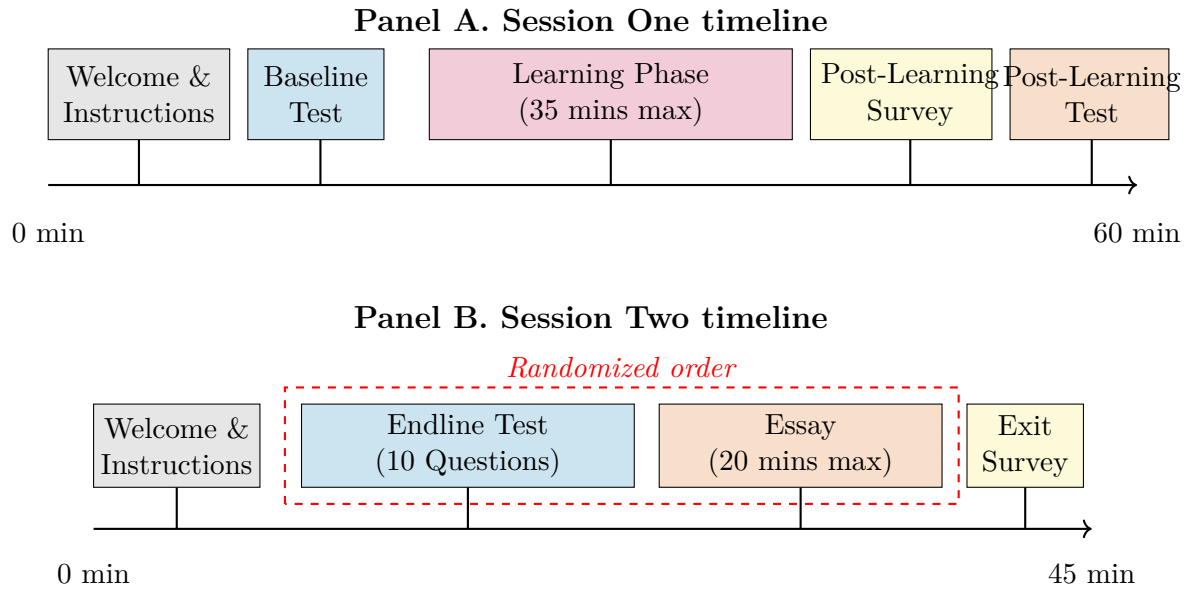 Panel A. Session One timeline
Welcome &
Instructions
Baseline
Test
Learning Phase
(35 mins max)
Post-Learning
Survey
Post-Learning
Test
0 min
60 min
Panel B. Session Two timeline
Randomized order
Welcome &
Instructions
Endline Test
(10 Questions)
Essay
(20 mins max)
Exit
Survey
0 min
45 min